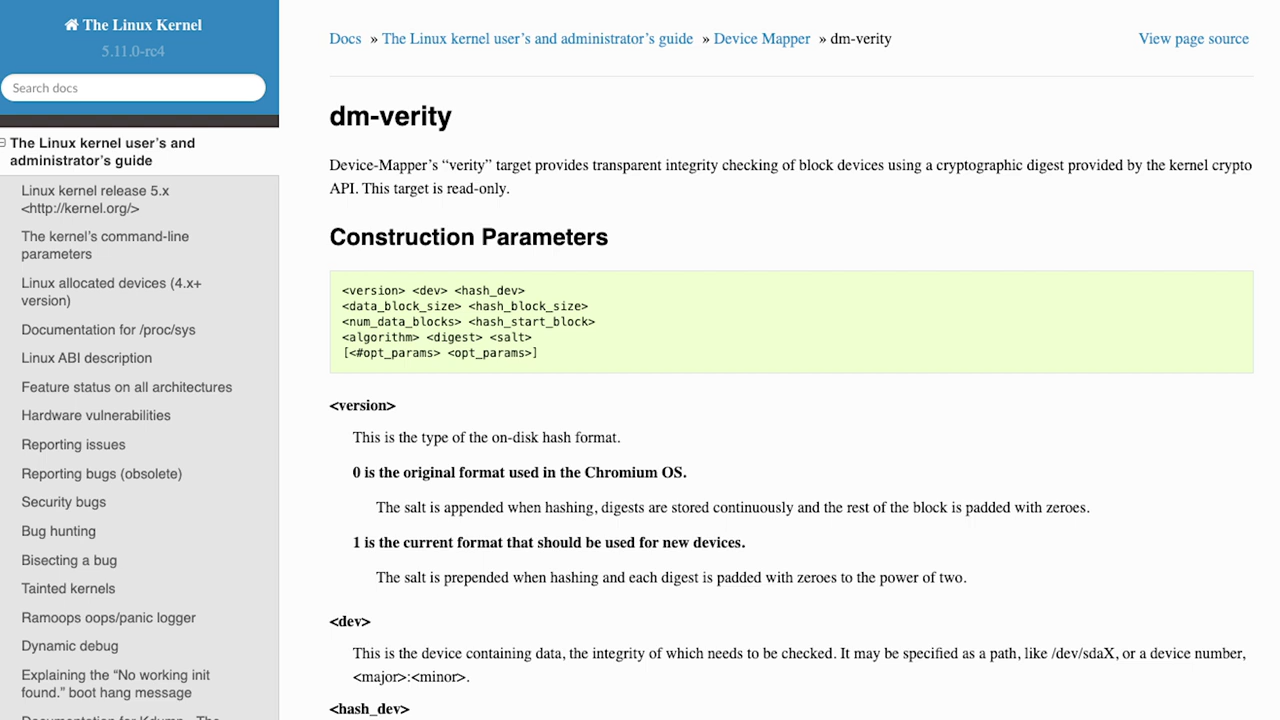 The Linux Kernel
5.11.0-rc4
Search docs
The Linux kernel user's and
administrator's guide
Linux kernel release 5.x
<http://kernel.org/>
The kernel's command-line
parameters
Linux allocated devices (4.x+
version)
Documentation for /proc/sys
Linux ABI description
Feature status on all architectures
Hardware vulnerabilities
Reporting issues
Reporting bugs (obsolete)
Security bugs
Bug hunting
Bisecting a bug
Tainted kernels
Ramoops oops/panic logger
Dynamic debug
Explaining the “No working init
found.” boot hang message
Documentation for Kdump - The
Docs » The Linux kernel user's and administrator's guide » Device Mapper » dm-verity
View page source
dm-verity
Device-Mapper's “verity” target provides transparent integrity checking of block devices using a cryptographic digest provided by the kernel crypto
API. This target is read-only.
Construction Parameters
<version> <dev> <hash_dev>
<data_block_size> <hash_block_size>
<num_data_blocks> <hash_start_block>
<algorithm> <digest> <salt>
[<#opt_params> <opt_params>]
<version>
This is the type of the on-disk hash format.
0 is the original format used in the Chromium OS.
The salt is appended when hashing, digests are stored continuously and the rest of the block is padded with zeroes.
1 is the current format that should be used for new devices.
The salt is prepended when hashing and each digest is padded with zeroes to the power of two.
<dev>
This is the device containing data, the integrity of which needs to be checked. It may be specified as a path, like /dev/sdaX, or a device number,
<major>:<minor>.
<hash_dev>